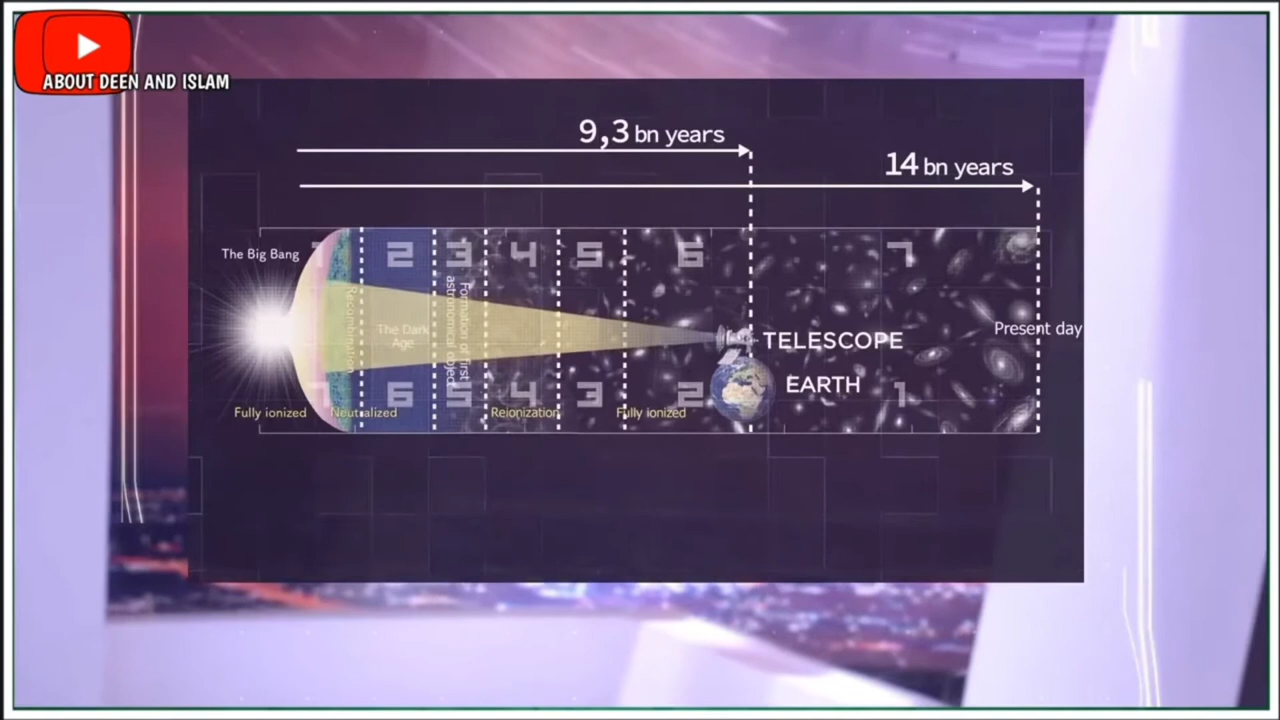 ABOUT DEEN AND ISLAM
9,3 bn years
14 bn years
The Big Bang
1 2 3 4 5 6 7
Recombination
The Dark
Age
Formation of first
astronomical object
Present day
TELESCOPE
EARTH
7 6 5 4 3 2 1
Fully ionized
Neutralized
Reionization
Fully ionized